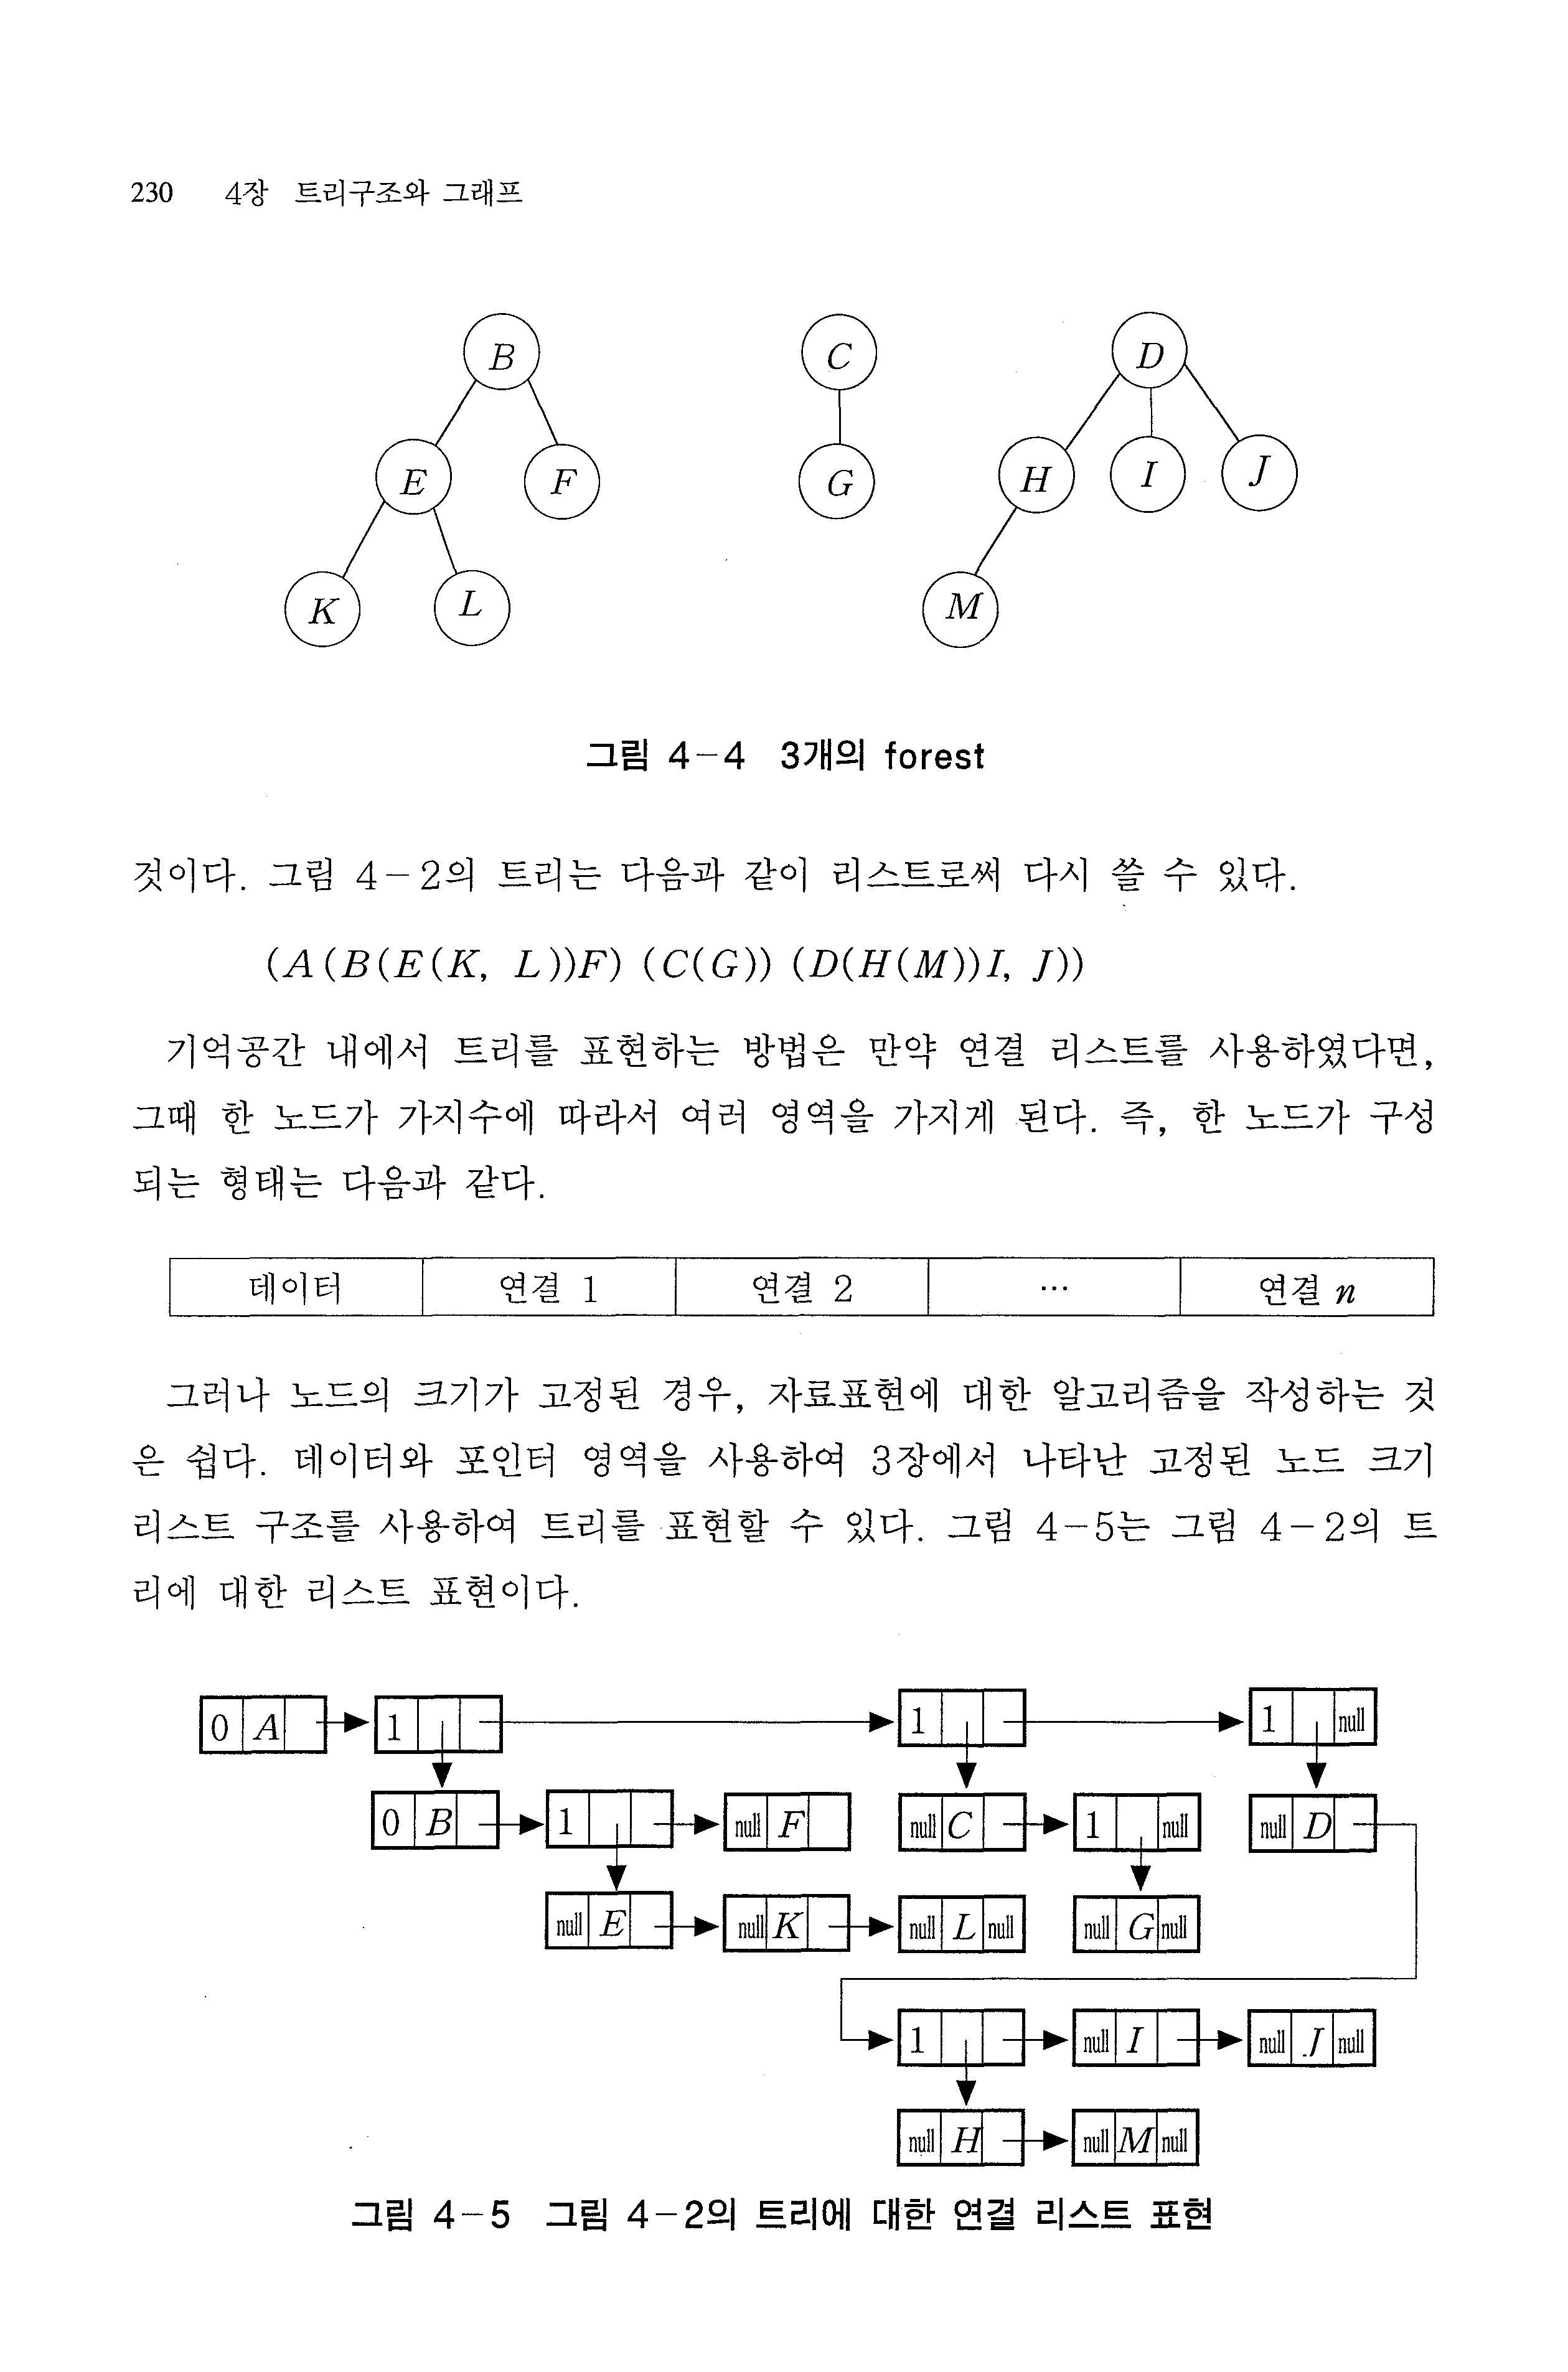 230 4장 트리구조와 그래프
B C D
E F G H I J
K L M
그림 4-4 3개의 forest
것이다. 그림 4-2의 트리는 다음과 같이 리스트로써 다시 쓸 수 있다.
(A(B(E(K, L))F) (C(G)) (D(H(M))I, J))
기억공간 내에서 트리를 표현하는 방법은 만약 연결 리스트를 사용하였다면,
그때 한 노드가 가지수에 따라서 여러 영역을 가지게 된다. 즉, 한 노드가 구성
되는 형태는 다음과 같다.
데이터 연결 1 연결 2 … 연결 n
그러나 노드의 크기가 고정된 경우, 자료표현에 대한 알고리즘을 작성하는 것
은 쉽다. 데이터와 포인터 영역을 사용하여 3장에서 나타난 고정된 노드 크기
리스트 구조를 사용하여 트리를 표현할 수 있다. 그림 4-5는 그림 4-2의 트
리에 대한 리스트 표현이다.
0 A 1 1 1 null
0 B 1 null F null C 1 null null D
null E null K null L null null G null
1 null I null J null
null H null M null
그림 4-5 그림 4-2의 트리에 대한 연결 리스트 표현